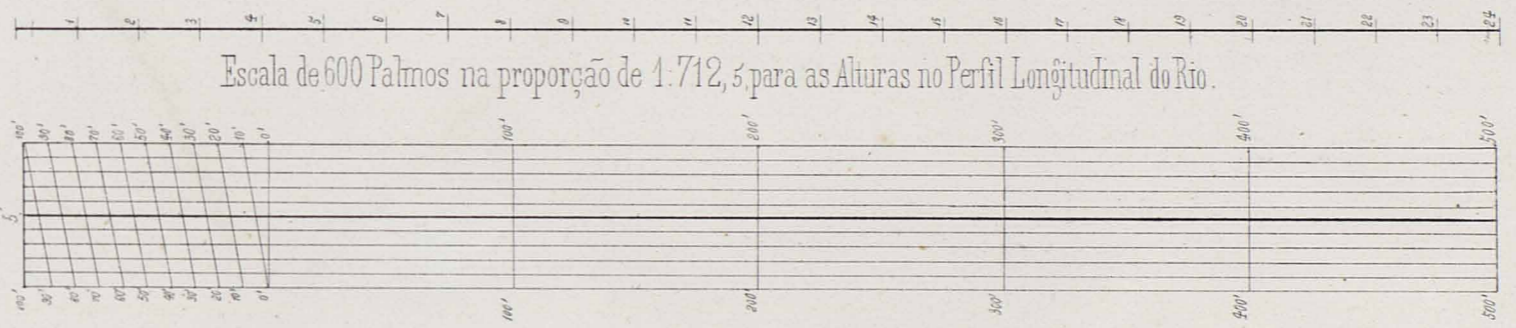 1 2 3 4 5 6 7 8 9 10 11 12 13 14 15 16 17 18 19 20 21 22 23 24
Escala de 600 Palmos na proporção de 1:712,5, para as Alturas no Perfil Longitudinal do Rio.
100' 90' 80' 70' 60' 50' 40' 30' 20' 10' 0' 100' 200' 300' 400' 500'
5'
100' 90' 80' 70' 60' 50' 40' 30' 20' 10' 0' 100' 200' 300' 400' 500'